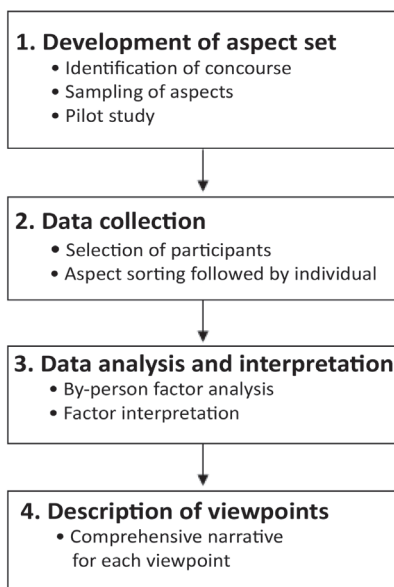 1. Development of aspect set
• Identification of concourse
• Sampling of aspects
• Pilot study
2. Data collection
• Selection of participants
• Aspect sorting followed by individual
3. Data analysis and interpretation
• By-person factor analysis
• Factor interpretation
4. Description of viewpoints
• Comprehensive narrative
for each viewpoint